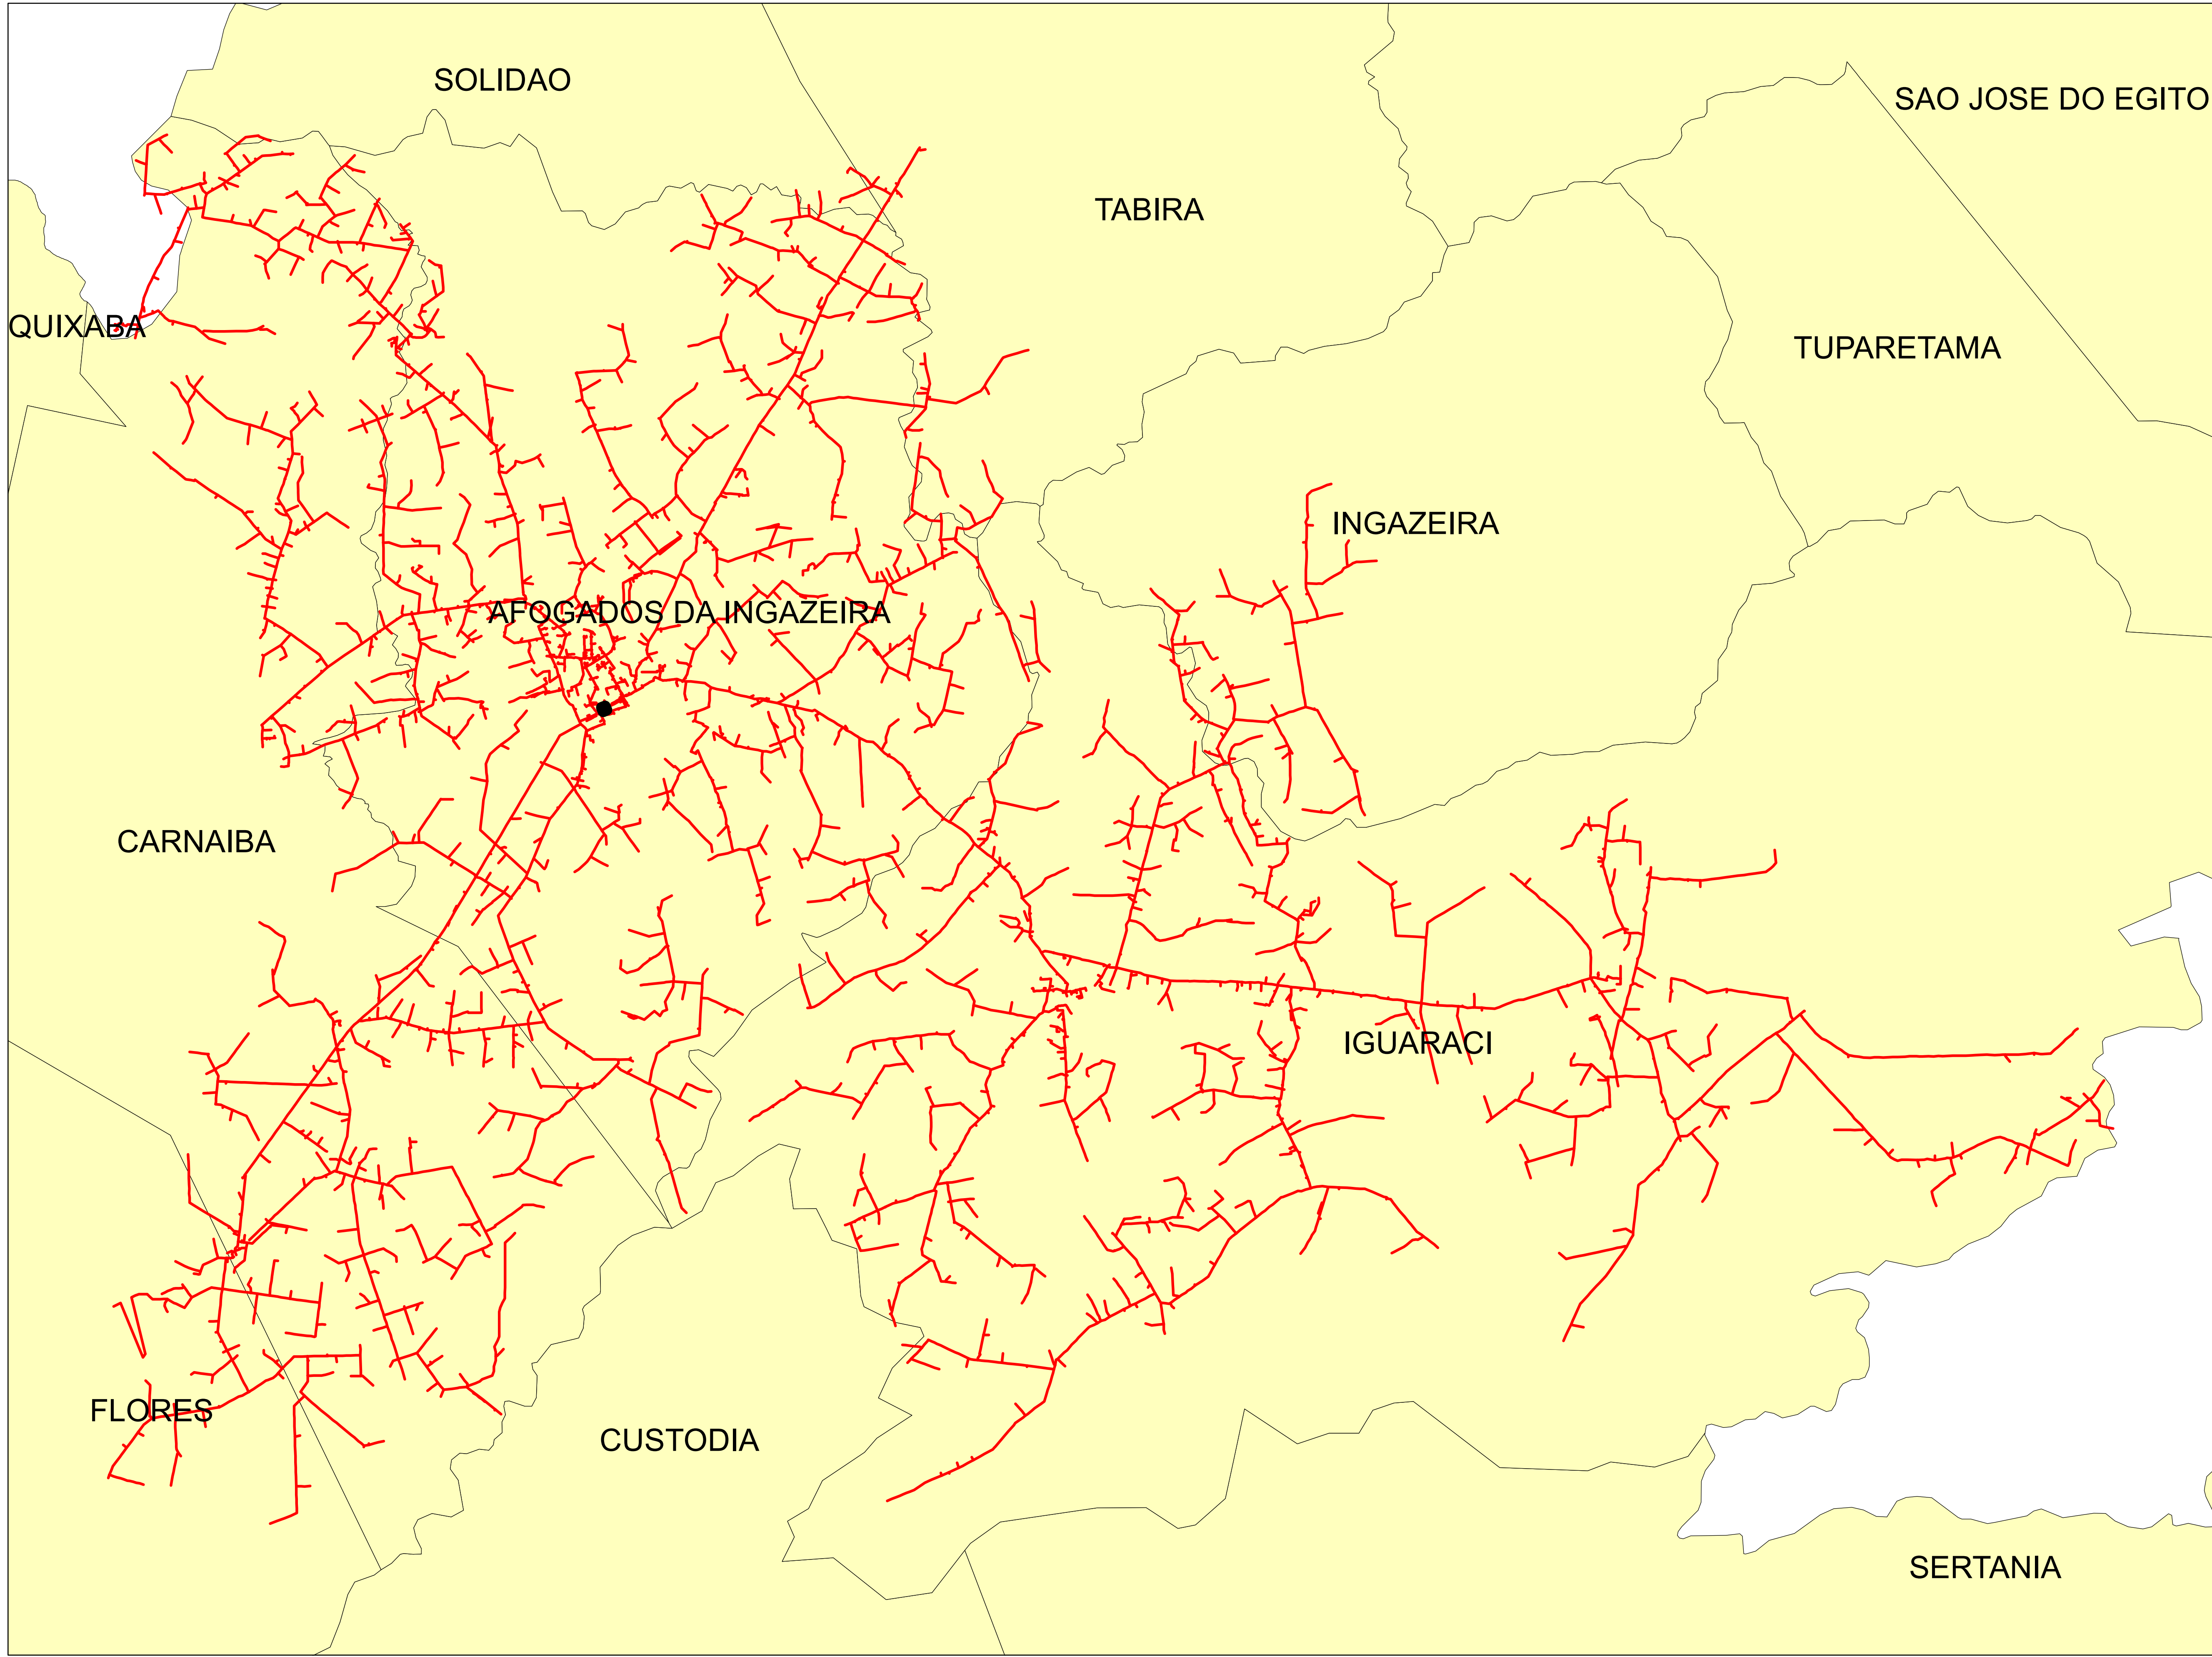 SOLIDAO
SAO JOSE DO EGITO
TABIRA
QUIXABA
TUPARETAMA
INGAZEIRA
AFOGADOS DA INGAZEIRA
CARNAIBA
IGUARACI
FLORES
CUSTODIA
SERTANIA